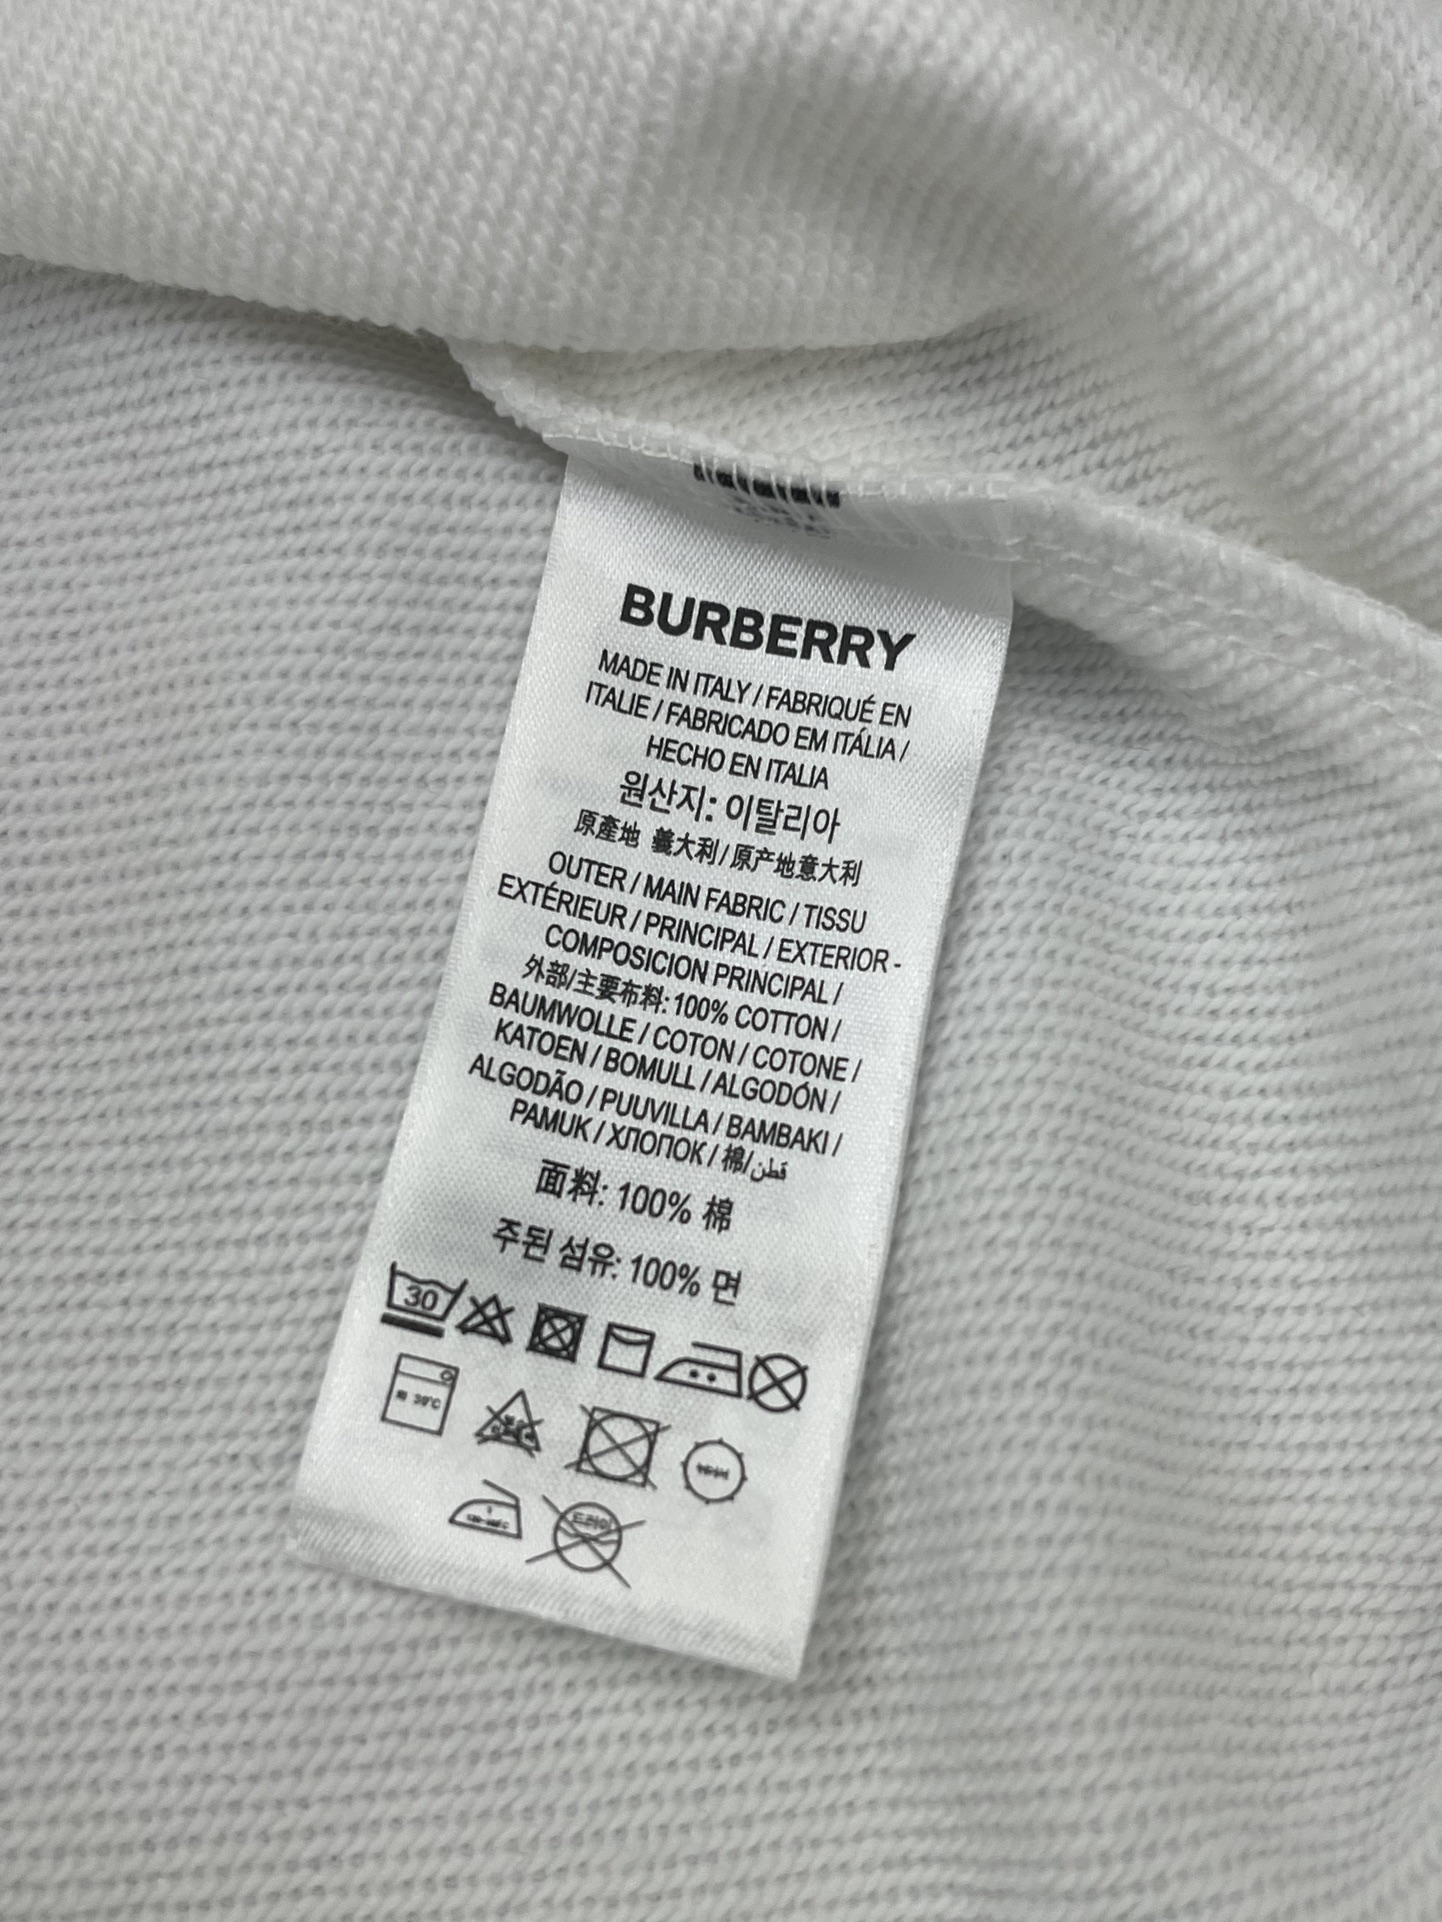 BURBERRY
MADE IN ITALY / FABRIQUÉ EN
ITALIE / FABRICADO EM ITÁLIA /
HECHO EN ITALIA
원산지: 이탈리아
原產地 義大利 / 原产地意大利
OUTER / MAIN FABRIC / TISSU
EXTÉRIEUR / PRINCIPAL / EXTERIOR -
COMPOSICION PRINCIPAL /
外部/主要布料: 100% COTTON /
BAUMWOLLE / COTON / COTONE /
KATOEN / BOMULL / ALGODÓN /
ALGODÃO / PUUVILLA / BAMBAKI /
PAMUK / ХЛОПОК / 棉/قطن
面料: 100% 棉
주된 섬유: 100% 면
30
드라이